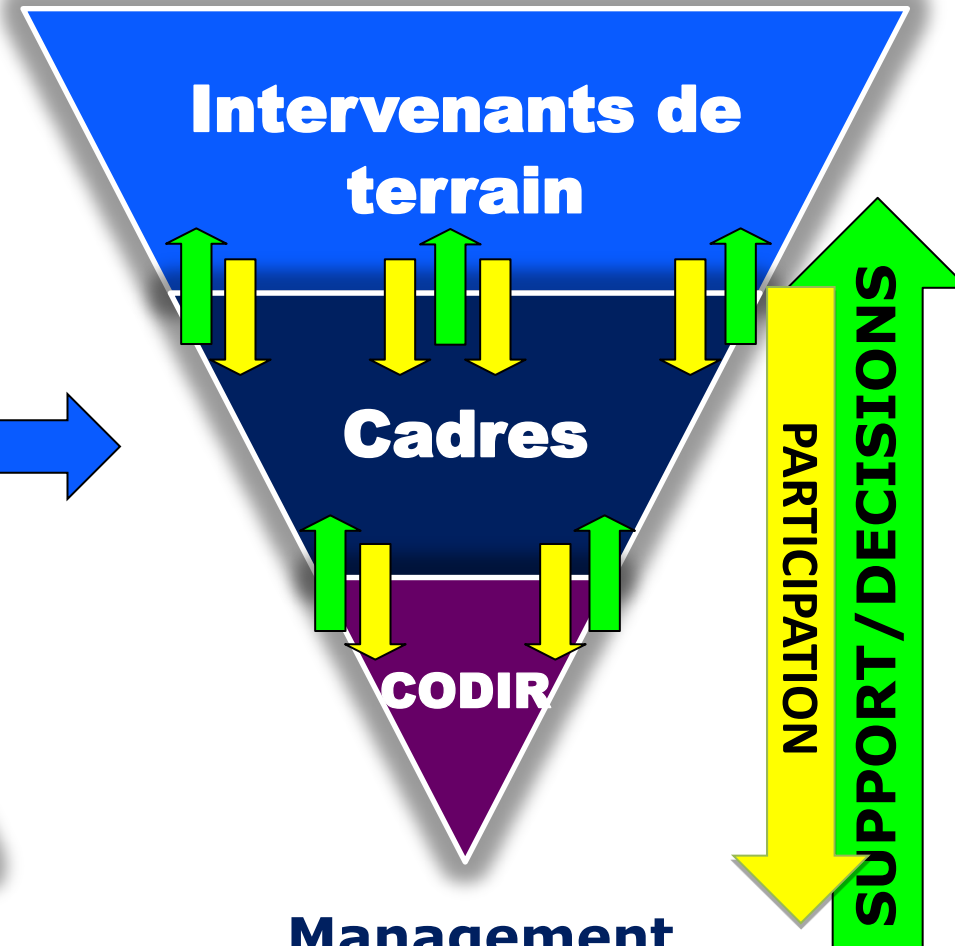 Intervenants de
terrain
Cadres
CODIR
PARTICIPATION
SUPPORT / DECISIONS
Management